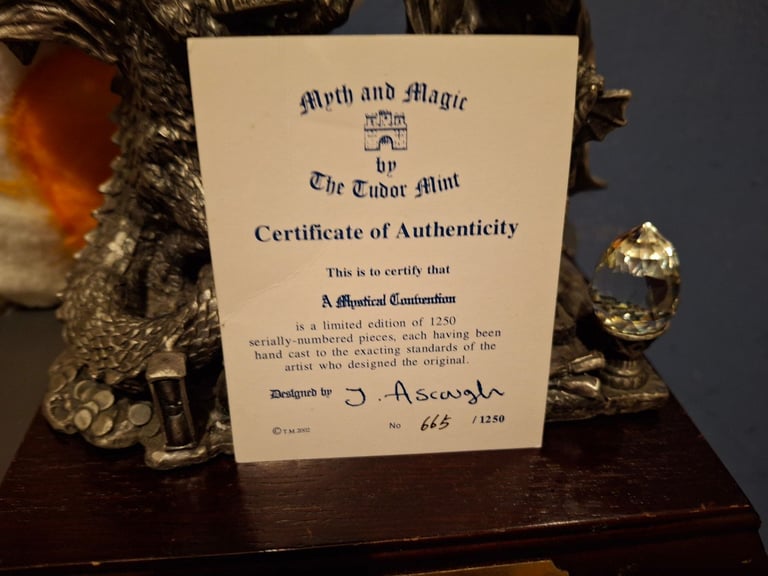 Myth and Magic
by
The Tudor Mint
Certificate of Authenticity
This is to certify that
A Mystical Convention
is a limited edition of 1250
serially-numbered pieces, each having been
hand cast to the exacting standards of the
artist who designed the original.
Designed by J. Ascough
© T.M. 2002 No 665 / 1250